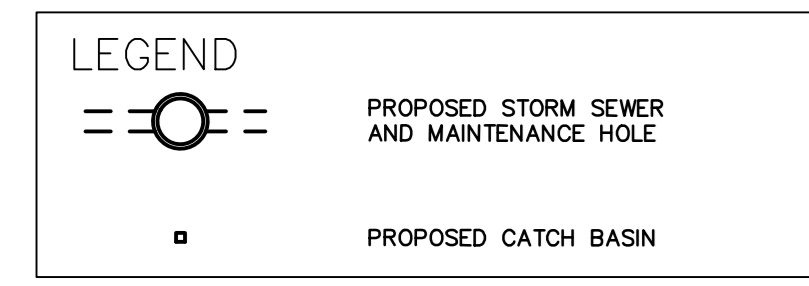 LEGEND
PROPOSED STORM SEWER
AND MAINTENANCE HOLE
PROPOSED CATCH BASIN